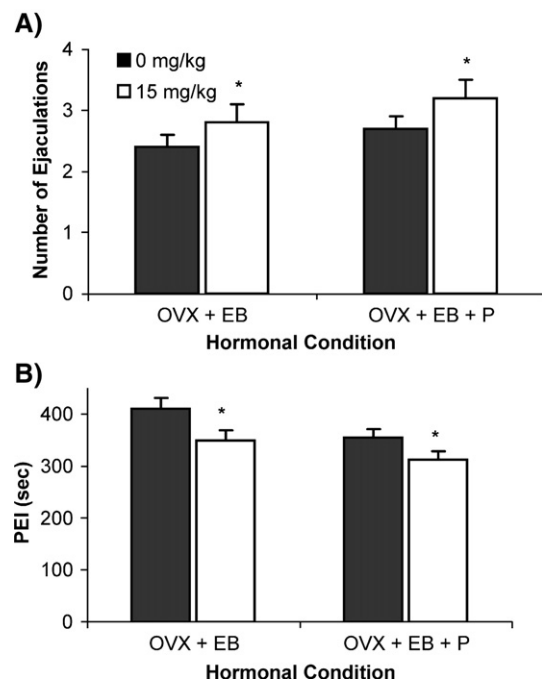 A)
Number of Ejaculations
4
3
2
1
0
0 mg/kg
15 mg/kg
*
*
OVX + EB
OVX + EB + P
Hormonal Condition
B)
PEI (sec)
400
300
200
100
0
*
*
OVX + EB
OVX + EB + P
Hormonal Condition